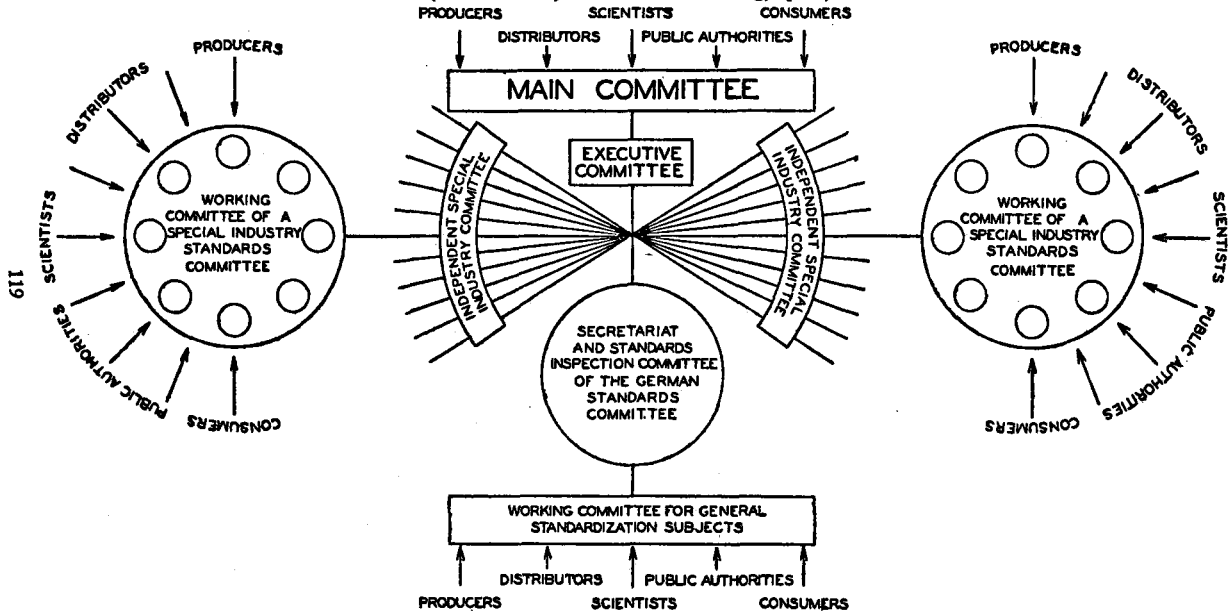 PRODUCERS SCIENTISTS CONSUMERS
DISTRIBUTORS PUBLIC AUTHORITIES
MAIN COMMITTEE
EXECUTIVE
COMMITTEE
INDEPENDENT SPECIAL
INDUSTRY COMMITTEE
INDEPENDENT SPECIAL
INDUSTRY COMMITTEE
PRODUCERS
DISTRIBUTORS
SCIENTISTS
PUBLIC AUTHORITIES
CONSUMERS
WORKING
COMMITTEE OF A
SPECIAL INDUSTRY
STANDARDS
COMMITTEE
PRODUCERS
DISTRIBUTORS
SCIENTISTS
PUBLIC AUTHORITIES
CONSUMERS
WORKING
COMMITTEE OF A
SPECIAL INDUSTRY
STANDARDS
COMMITTEE
SECRETARIAT
AND STANDARDS
INSPECTION COMMITTEE
OF THE GERMAN
STANDARDS
COMMITTEE
WORKING COMMITTEE FOR GENERAL
STANDARDIZATION SUBJECTS
DISTRIBUTORS PUBLIC AUTHORITIES
PRODUCERS SCIENTISTS CONSUMERS
119